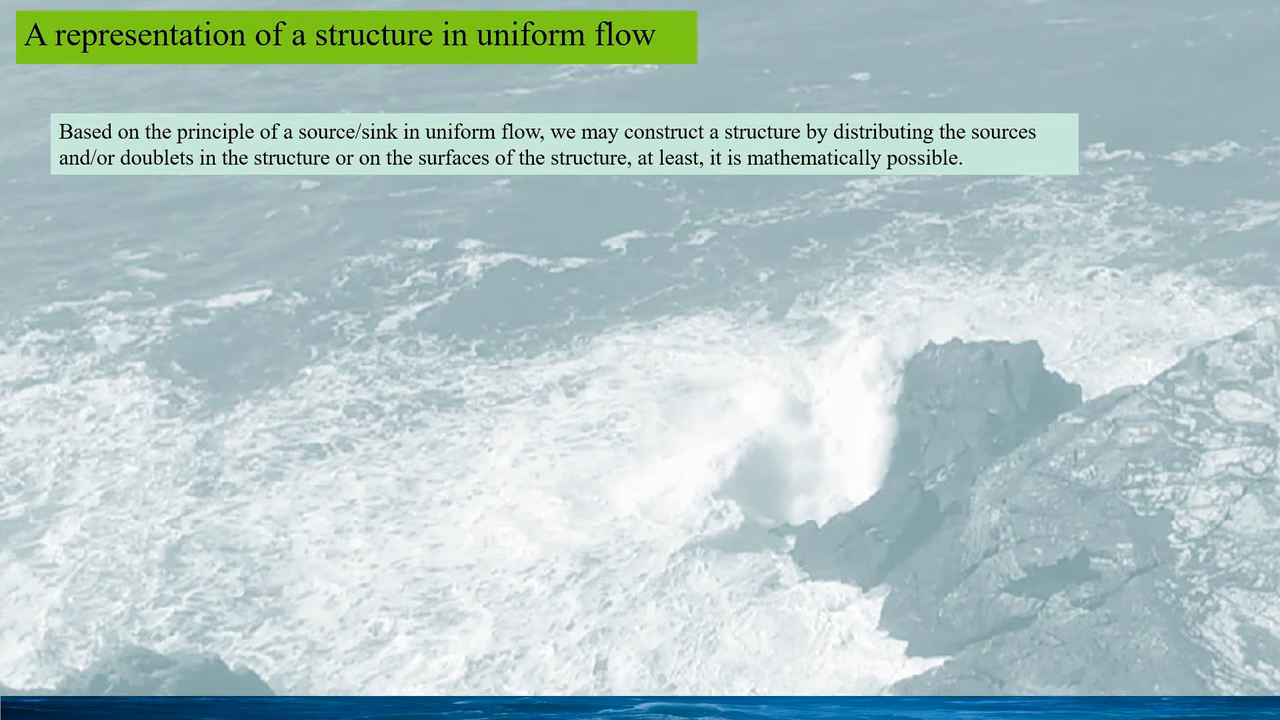 A representation of a structure in uniform flow
Based on the principle of a source/sink in uniform flow, we may construct a structure by distributing the sources
and/or doublets in the structure or on the surfaces of the structure, at least, it is mathematically possible.